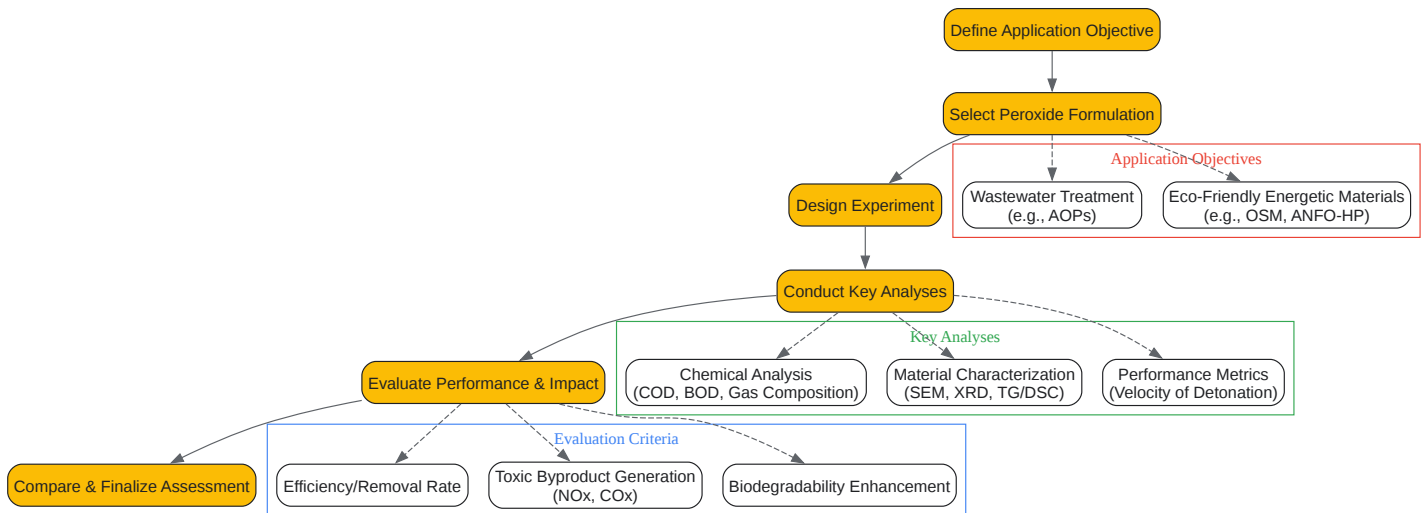 Define Application Objective
Select Peroxide Formulation
Application Objectives
Wastewater Treatment
(e.g., AOPs)
Eco-Friendly Energetic Materials
(e.g., OSM, ANFO-HP)
Design Experiment
Conduct Key Analyses
Key Analyses
Chemical Analysis
(COD, BOD, Gas Composition)
Material Characterization
(SEM, XRD, TG/DSC)
Performance Metrics
(Velocity of Detonation)
Evaluate Performance & Impact
Evaluation Criteria
Compare & Finalize Assessment
Efficiency/Removal Rate
Toxic Byproduct Generation
(NOx, COx)
Biodegradability Enhancement